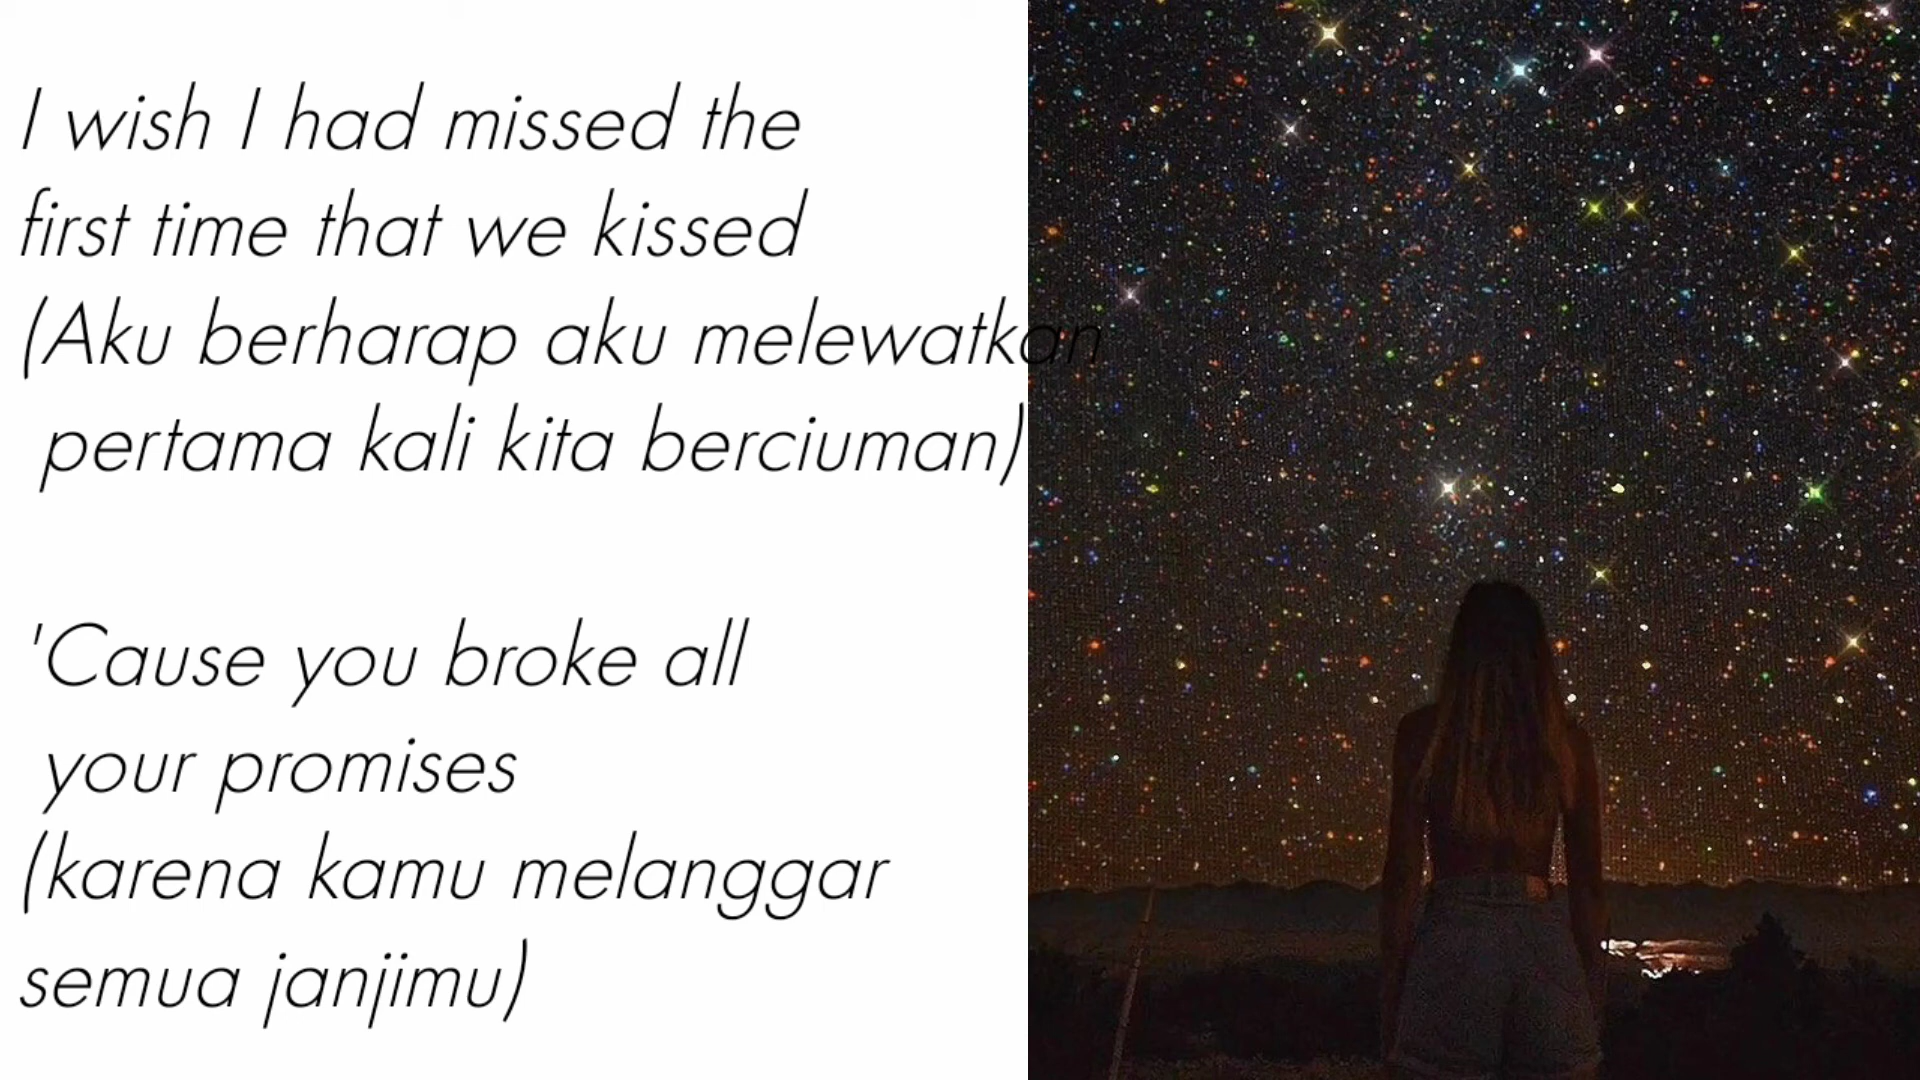 I wish I had missed the
first time that we kissed
(Aku berharap aku melewatkan
pertama kali kita berciuman)
'Cause you broke all
your promises
(karena kamu melanggar
semua janjimu)